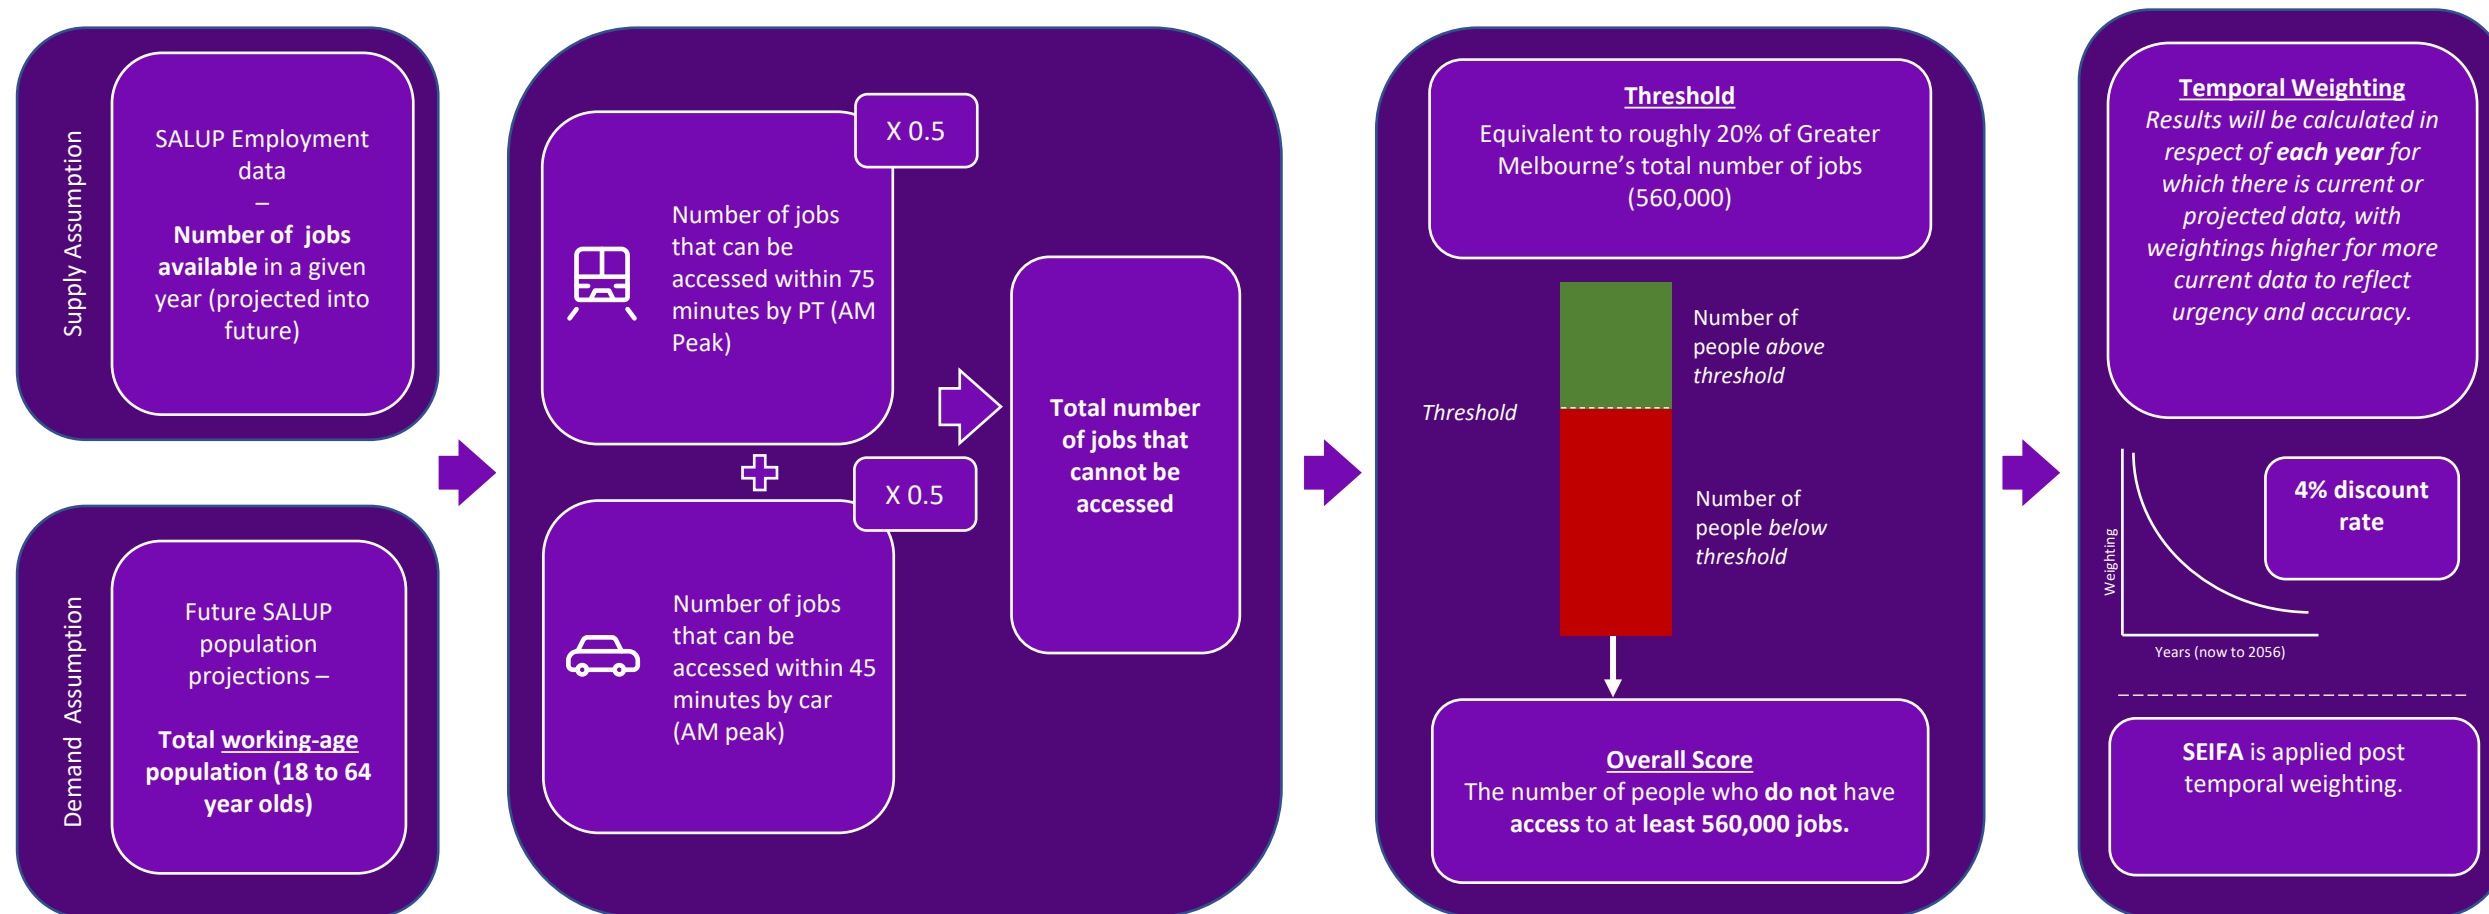 Supply Assumption
SALUP Employment
data
–
Number of jobs
available in a given
year (projected into
future)
Demand Assumption
Future SALUP
population
projections –
Total working-age
population (18 to 64
year olds)
X 0.5
Number of jobs
that can be
accessed within 75
minutes by PT (AM
Peak)
X 0.5
Number of jobs
that can be
accessed within 45
minutes by car
(AM peak)
Total number
of jobs that
cannot be
accessed
Threshold
Equivalent to roughly 20% of Greater
Melbourne’s total number of jobs
(560,000)
Threshold
Number of
people above
threshold
Number of
people below
threshold
Overall Score
The number of people who do not have
access to at least 560,000 jobs.
Temporal Weighting
Results will be calculated in
respect of each year for
which there is current or
projected data, with
weightings higher for more
current data to reflect
urgency and accuracy.
Weighting
4% discount
rate
Years (now to 2056)
SEIFA is applied post
temporal weighting.